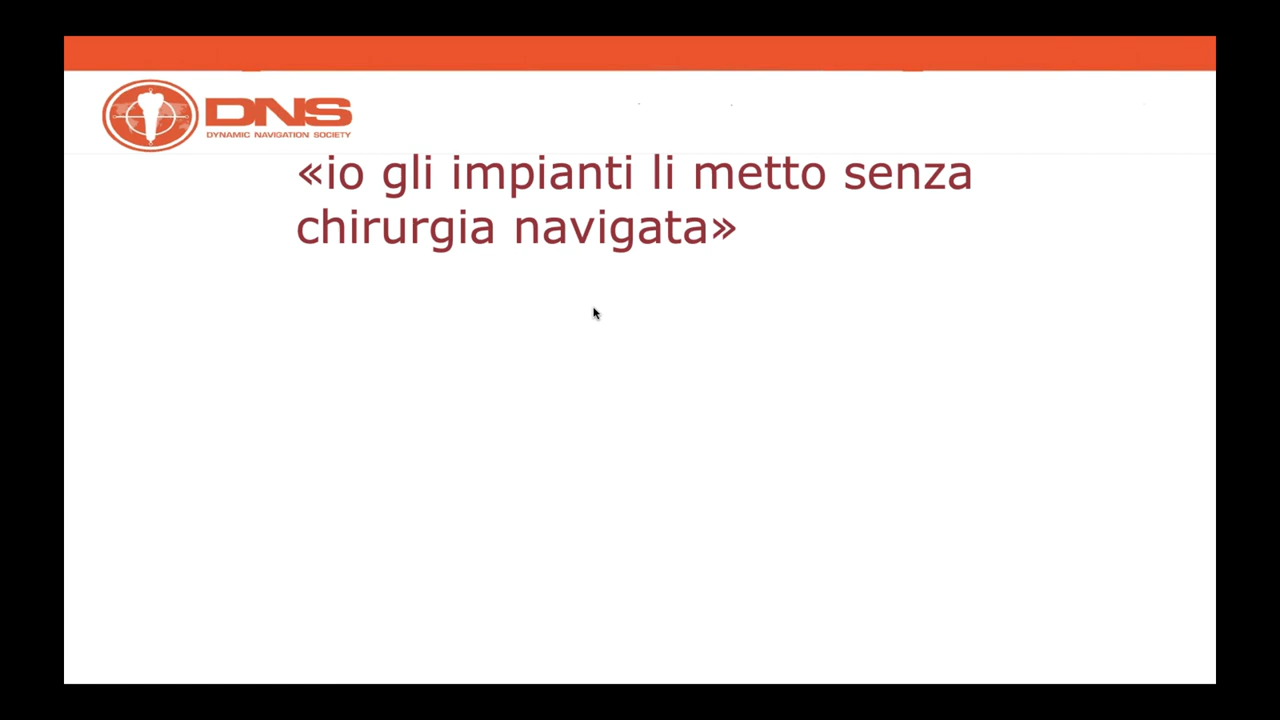 DNS
DYNAMIC NAVIGATION SOCIETY
«io gli impianti li metto senza
chirurgia navigata»